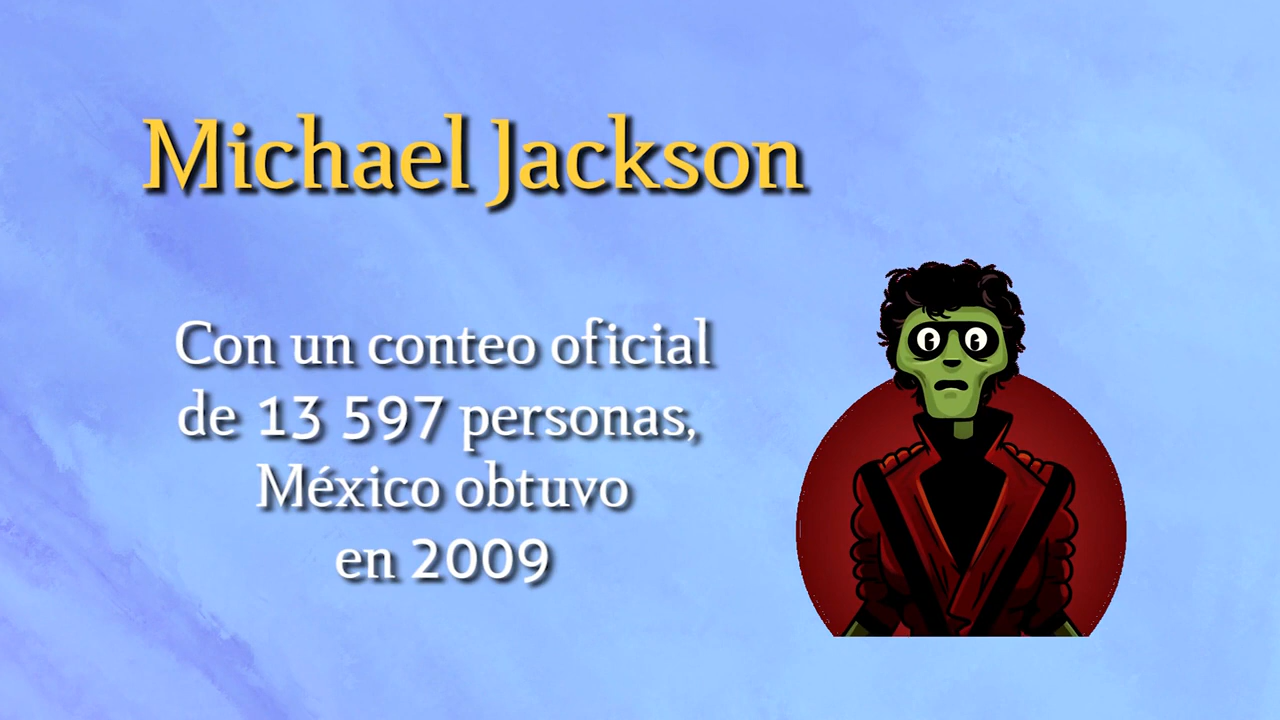 Michael Jackson
Con un conteo oficial
de 13 597 personas,
México obtuvo
en 2009